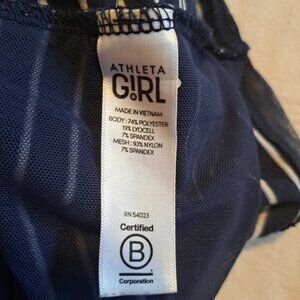 ATHLETA
G!RL
MADE IN VIETNAM
BODY : 74% POLYESTER
19% LYOCELL
7% SPANDEX
MESH : 93% NYLON
7% SPANDEX
RN 54023
Certified
B
Corporation